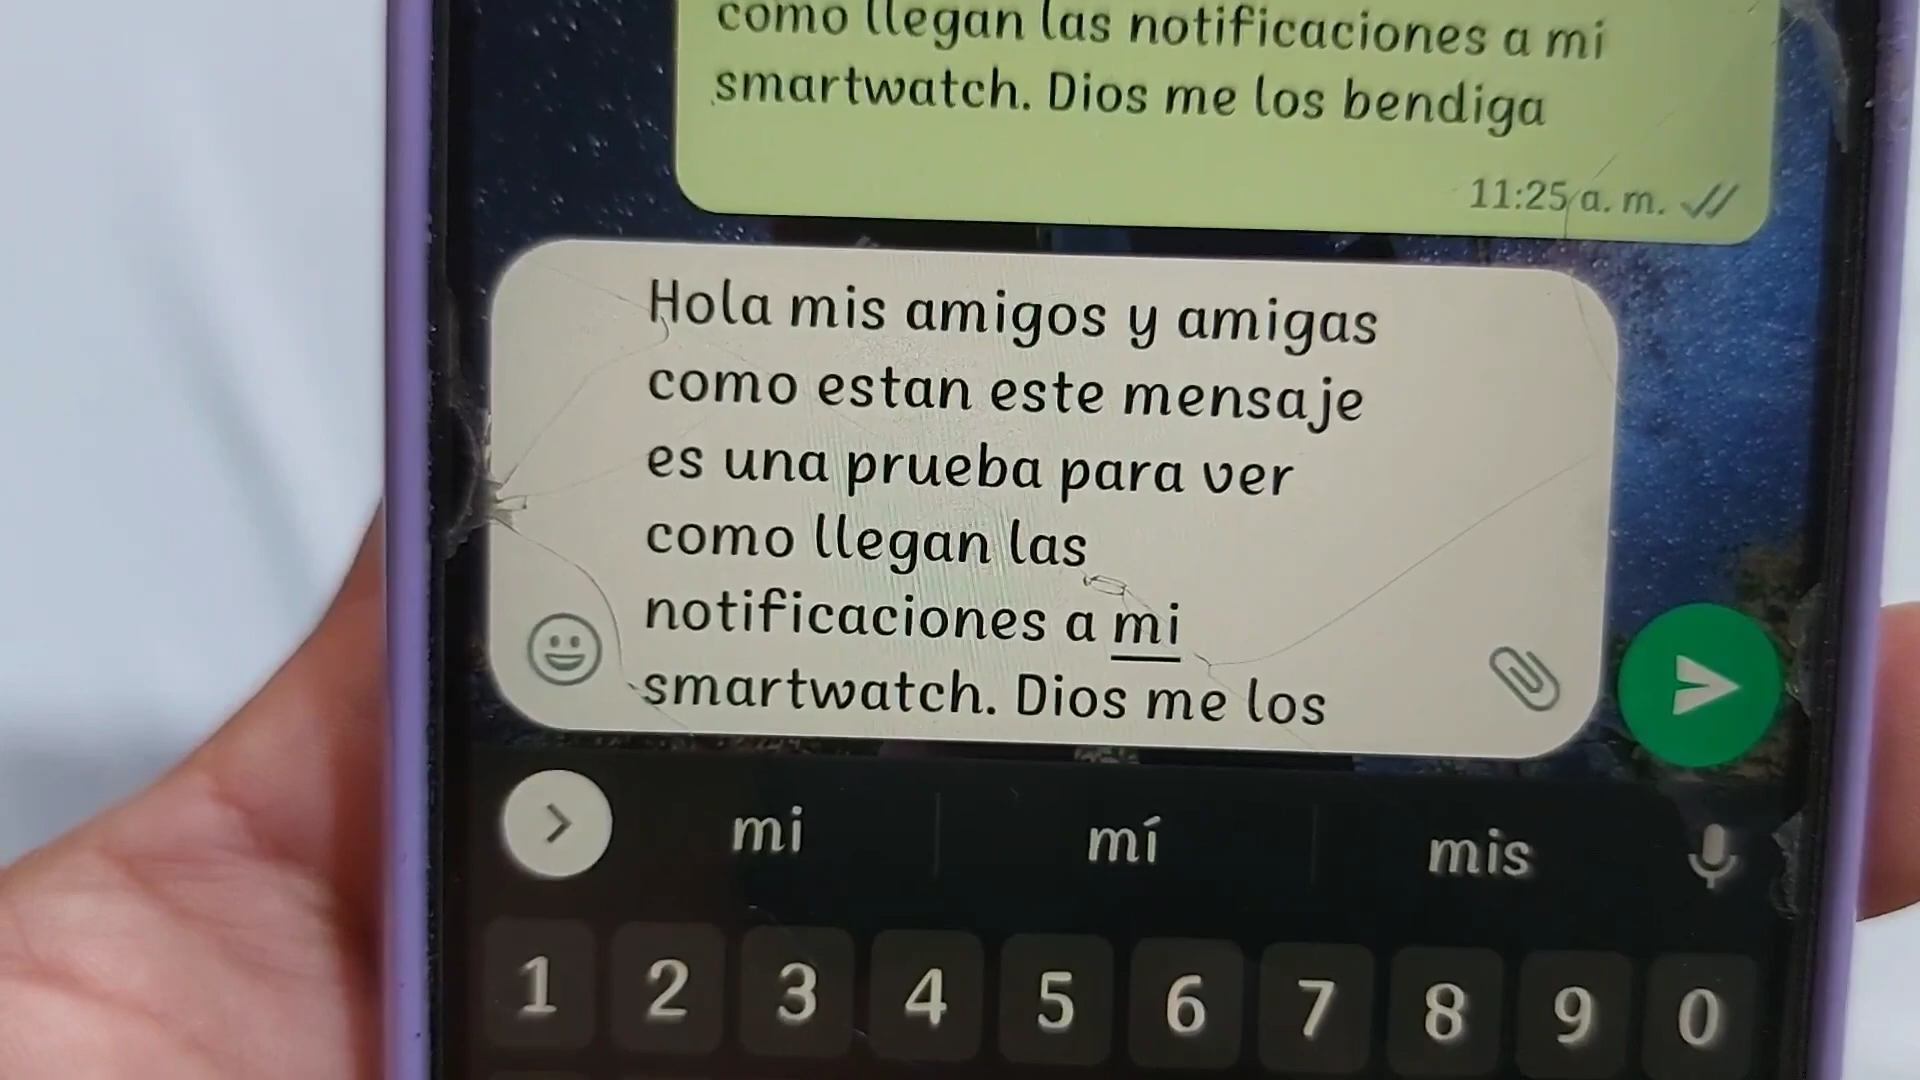 como llegan las notificaciones a mi
smartwatch. Dios me los bendiga
11:25 a. m.
Hola mis amigos y amigas
como estan este mensaje
es una prueba para ver
como llegan las
notificaciones a mi
smartwatch. Dios me los
mi mí mis
1 2 3 4 5 6 7 8 9 0